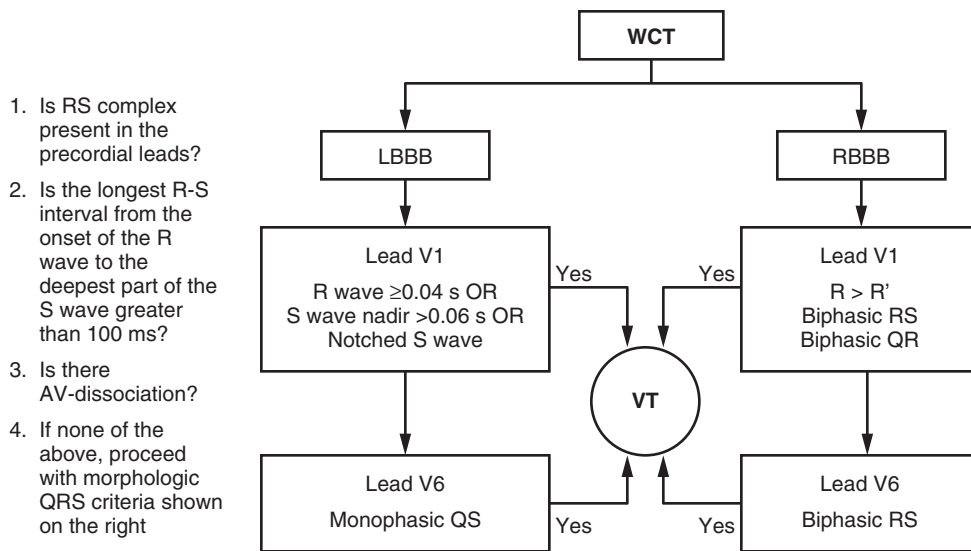 WCT
1. Is RS complex
present in the
precordial leads?
2. Is the longest R-S
interval from the
onset of the R
wave to the
deepest part of the
S wave greater
than 100 ms?
3. Is there
AV-dissociation?
4. If none of the
above, proceed
with morphologic
QRS criteria shown
on the right
LBBB
RBBB
Lead V1
R wave ≥0.04 s OR
S wave nadir >0.06 s OR
Notched S wave
Yes
Yes
Lead V1
R > R’
Biphasic RS
Biphasic QR
VT
Lead V6
Monophasic QS
Yes
Yes
Lead V6
Biphasic RS